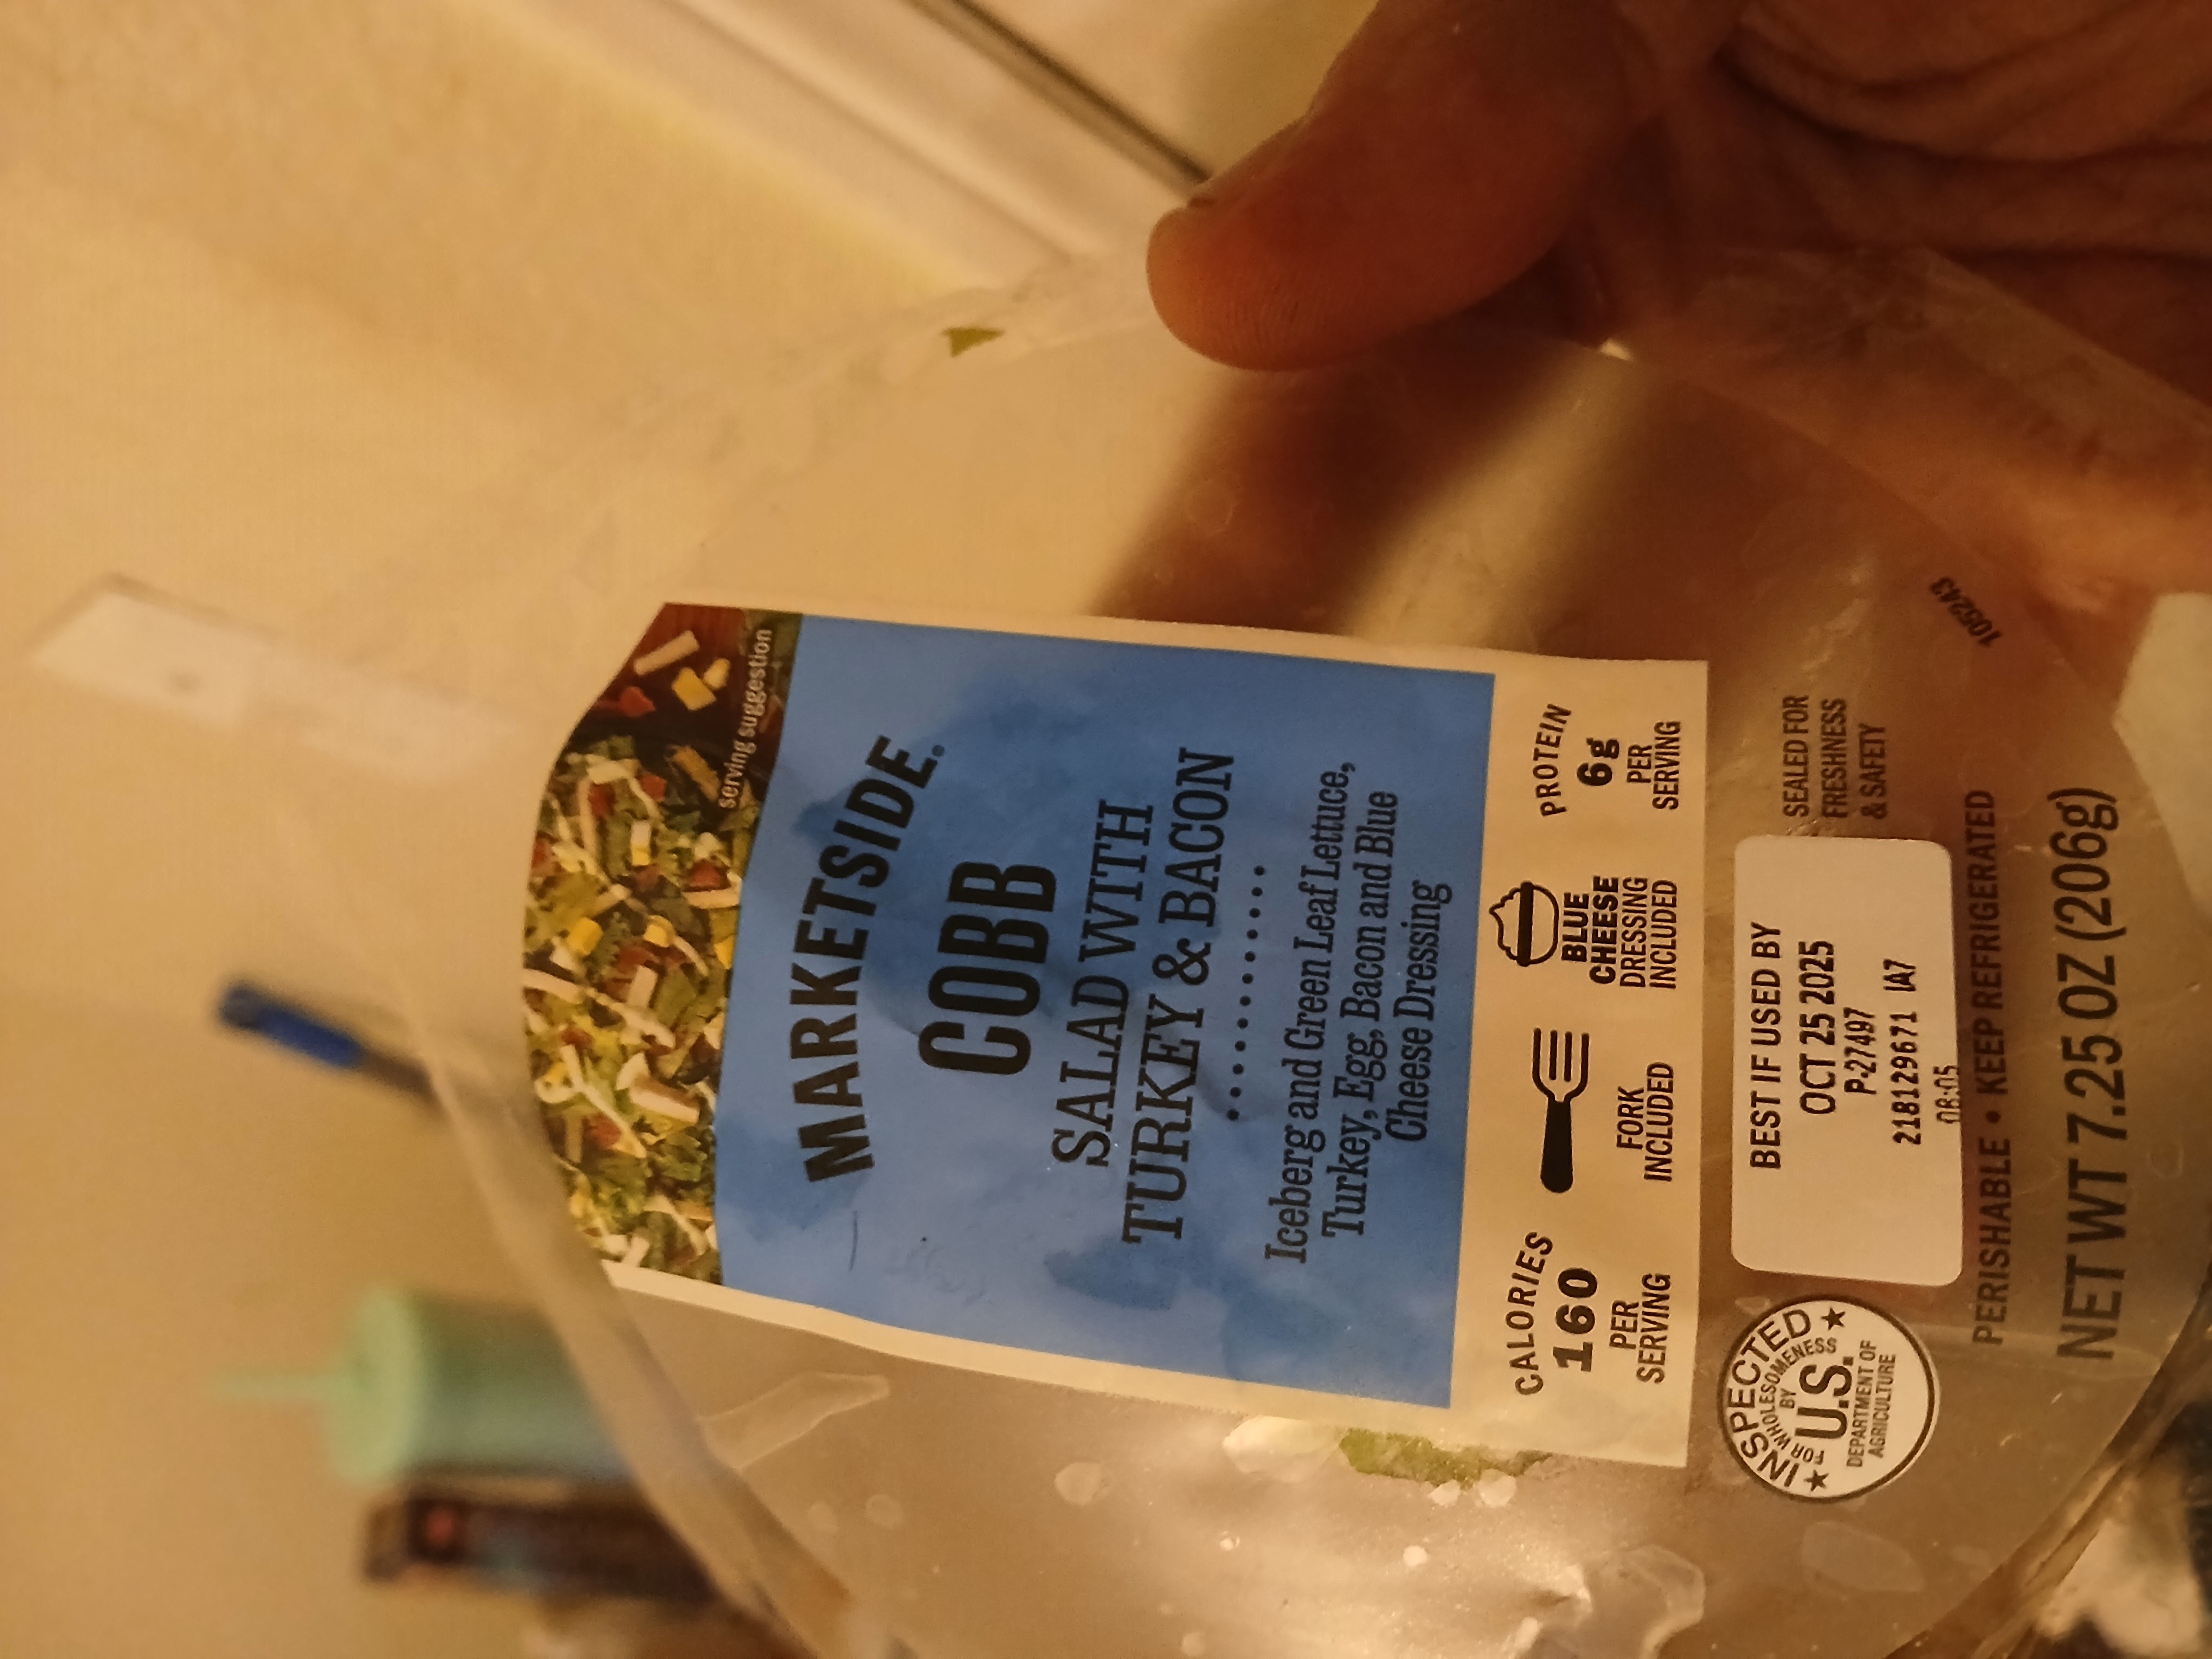 serving suggestion
MARKETSIDE®
COBB
SALAD WITH
TURKEY & BACON
Iceberg and Green Leaf Lettuce,
Turkey, Egg, Bacon and Blue
Cheese Dressing
CALORIES
160
PER
SERVING
FORK
INCLUDED
BLUE
CHEESE
DRESSING
INCLUDED
PROTEIN
6g
PER
SERVING
INSPECTED
FOR WHOLESOMENESS
BY
U.S.
DEPARTMENT OF
AGRICULTURE
BEST IF USED BY
OCT 25 2025
P-27497
218129671 IA7
08:05
SEALED FOR
FRESHNESS
& SAFETY
105243
PERISHABLE • KEEP REFRIGERATED
NET WT 7.25 OZ (206g)